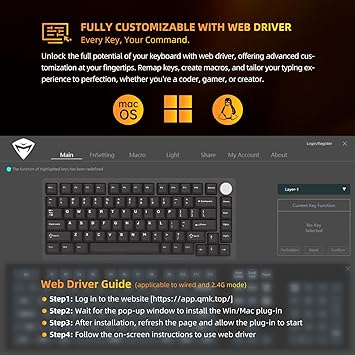 FULLY CUSTOMIZABLE WITH WEB DRIVER
Every Key, Your Command.
Unlock the full potential of your keyboard with web driver, offering advanced cus-
tomization at your fingertips. Remap keys, create macros, and tailor your typing ex-
perience to perfection, whether you're a coder, gamer, or creator.
mac
OS
Login/Register
Main FnSetting Macro Light Share My Account About
The function of highlighted keys has been redefined
Layer-1
Current Key Function
No Key
Selected
Forbidden Reset Confirm
Web Driver Guide (applicable to wired and 2.4G mode)
Step1: Log in to the website [https://app.qmk.top/]
Step2: Wait for the pop-up window to install the Win/Mac plug-in
Step3: After installation, refresh the page and allow the plug-in to start
Step4: Follow the on-screen instructions to use web driver